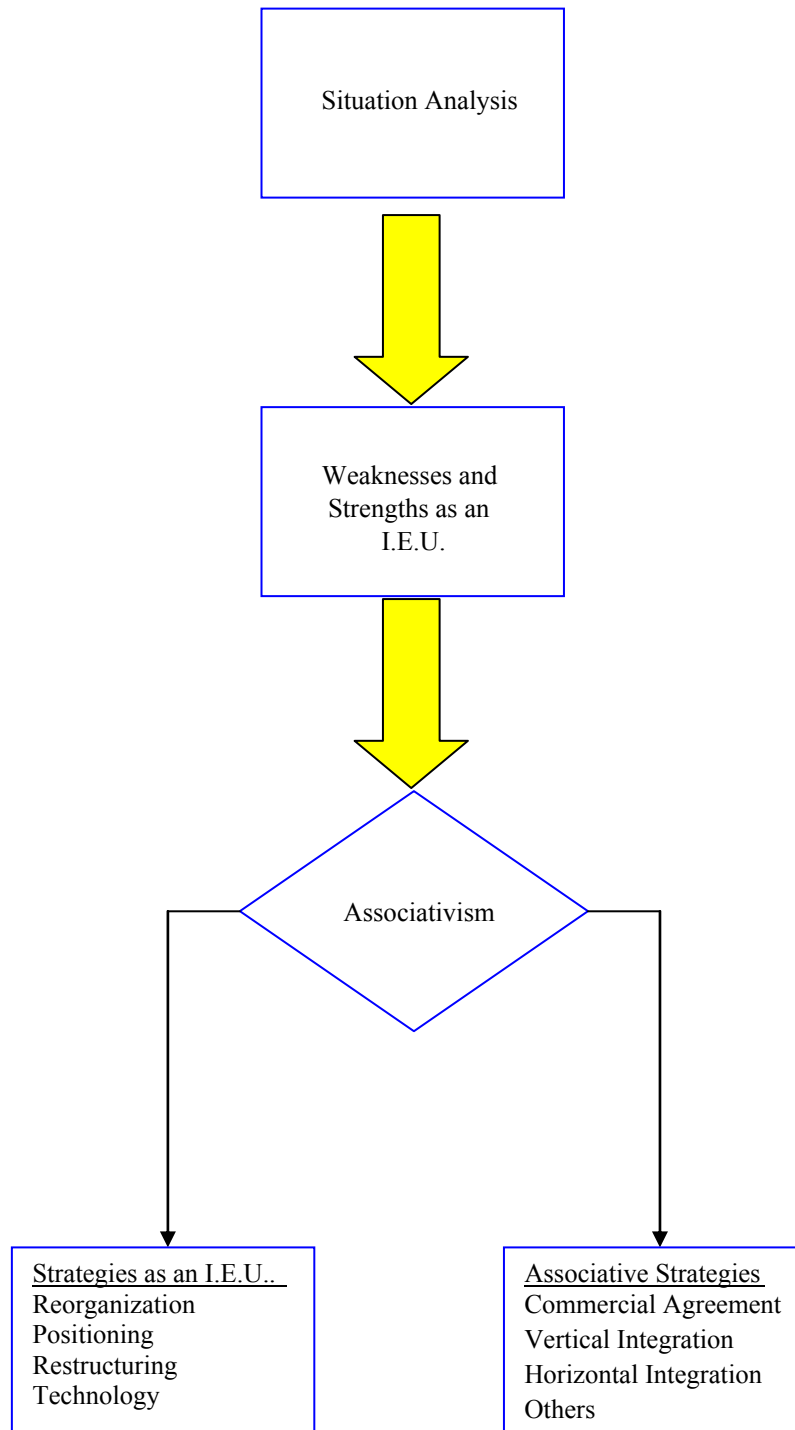 Situation Analysis
Weaknesses and
Strengths as an
I.E.U.
Associativism
Strategies as an I.E.U..
Reorganization
Positioning
Restructuring
Technology
Associative Strategies
Commercial Agreement
Vertical Integration
Horizontal Integration
Others